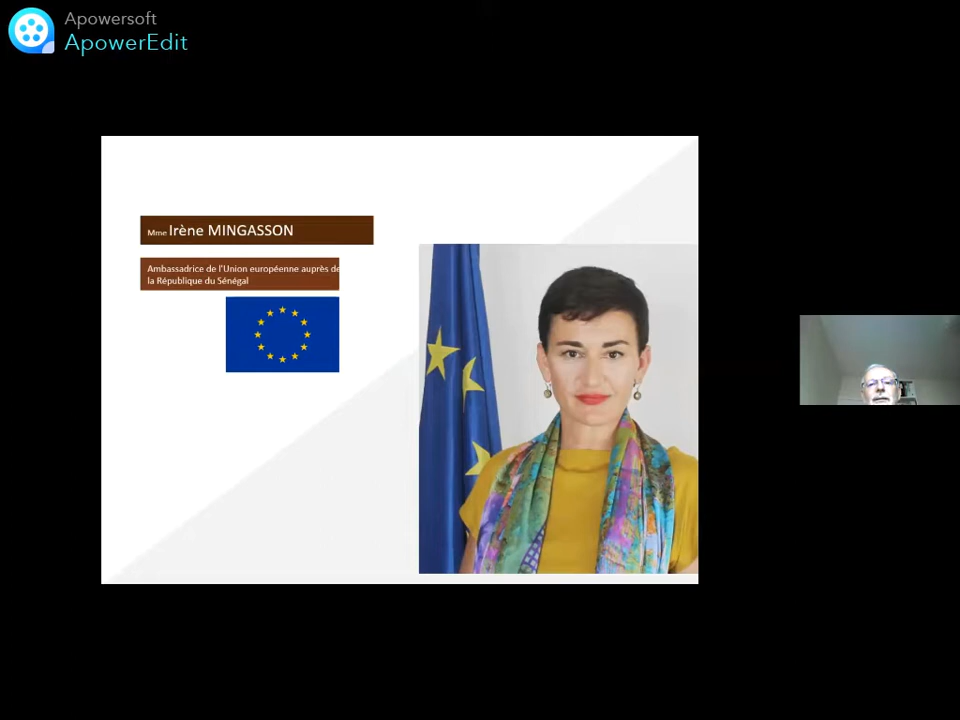 Apowersoft
ApowerEdit
Mme Irène MINGASSON
Ambassadrice de l'Union européenne auprès de
la République du Sénégal